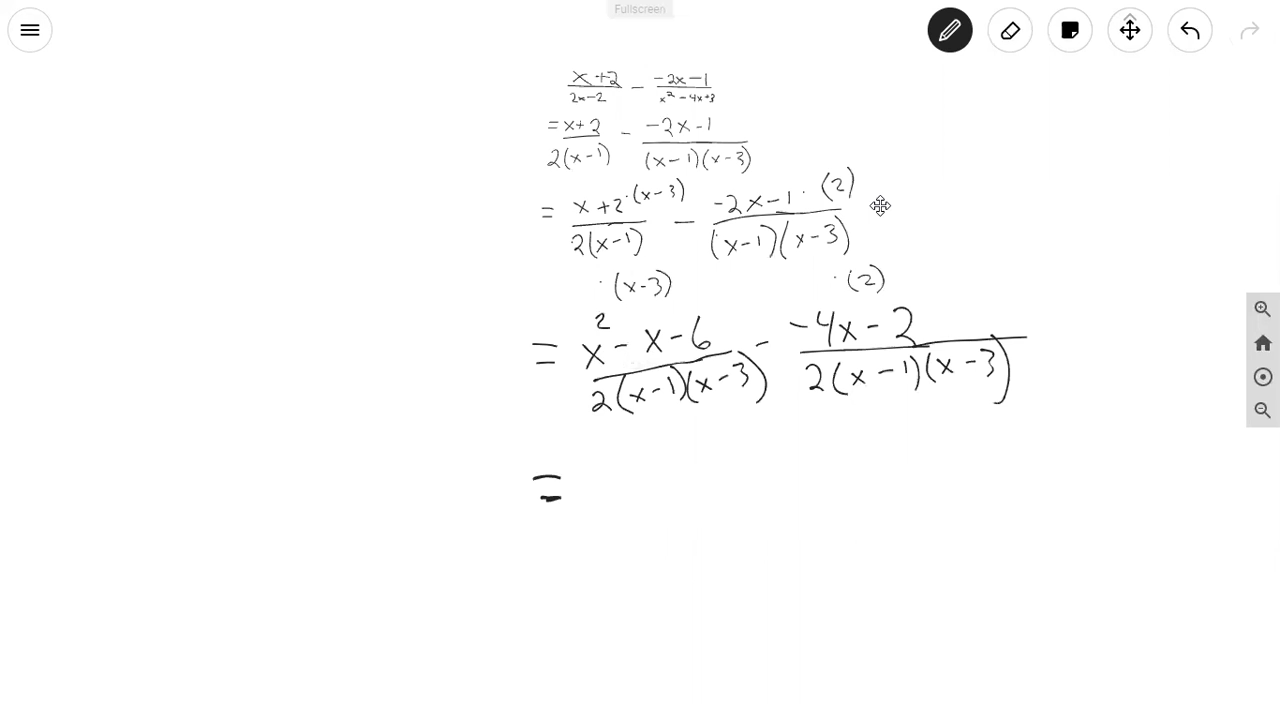 Fullscreen
x+2 / 2x-2 - -2x-1 / x² - 4x+3
= x+2 / 2(x-1) - -2x-1 / (x-1)(x-3)
= x+2·(x-3) / 2(x-1)·(x-3) - -2x-1·(2) / (x-1)(x-3)·(2)
= x² - x - 6 / 2(x-1)(x-3) - -4x-2 / 2(x-1)(x-3)
=